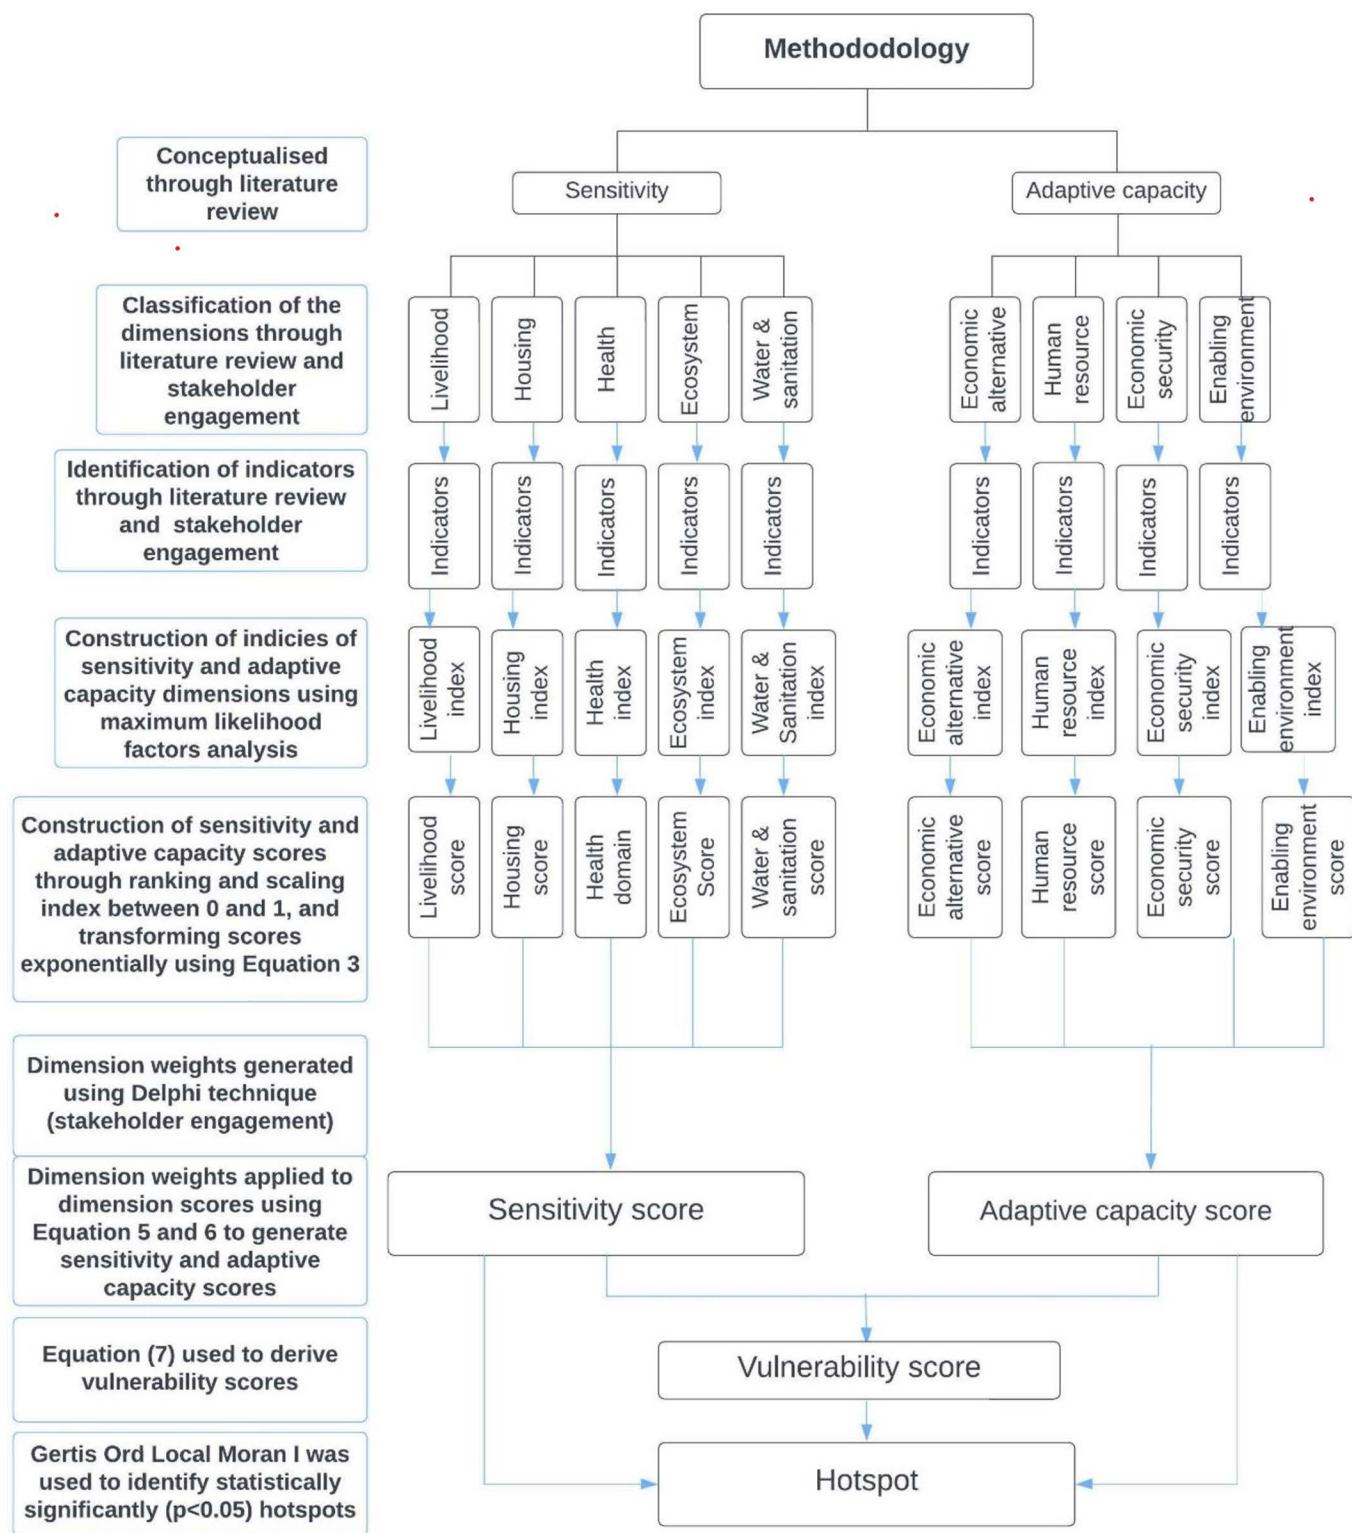 Methododology
Conceptualised
through literature
review
Sensitivity
Adaptive capacity
Classification of the
dimensions through
literature review and
stakeholder
engagement
Livelihood
Housing
Health
Ecosystem
Water &
sanitation
Economic
alternative
Human
resource
Economic
security
Enabling
environment
Identification of indicators
through literature review
and stakeholder
engagement
Indicators
Indicators
Indicators
Indicators
Indicators
Indicators
Indicators
Indicators
Indicators
Construction of indicies of
sensitivity and adaptive
capacity dimensions using
maximum likelihood
factors analysis
Livelihood
index
Housing
index
Health
index
Ecosystem
index
Water &
Sanitation
index
Economic
alternative
index
Human
resource
index
Economic
security
index
Enabling
environment
index
Construction of sensitivity and
adaptive capacity scores
through ranking and scaling
index between 0 and 1, and
transforming scores
exponentially using Equation 3
Livelihood
score
Housing
score
Health
domain
Ecosystem
Score
Water &
sanitation
score
Economic
alternative
score
Human
resource
score
Economic
security
score
Enabling
environment
score
Dimension weights generated
using Delphi technique
(stakeholder engagement)
Dimension weights applied to
dimension scores using
Equation 5 and 6 to generate
sensitivity and adaptive
capacity scores
Sensitivity score
Adaptive capacity score
Equation (7) used to derive
vulnerability scores
Vulnerability score
Gertis Ord Local Moran I was
used to identify statistically
significantly (p<0.05) hotspots
Hotspot